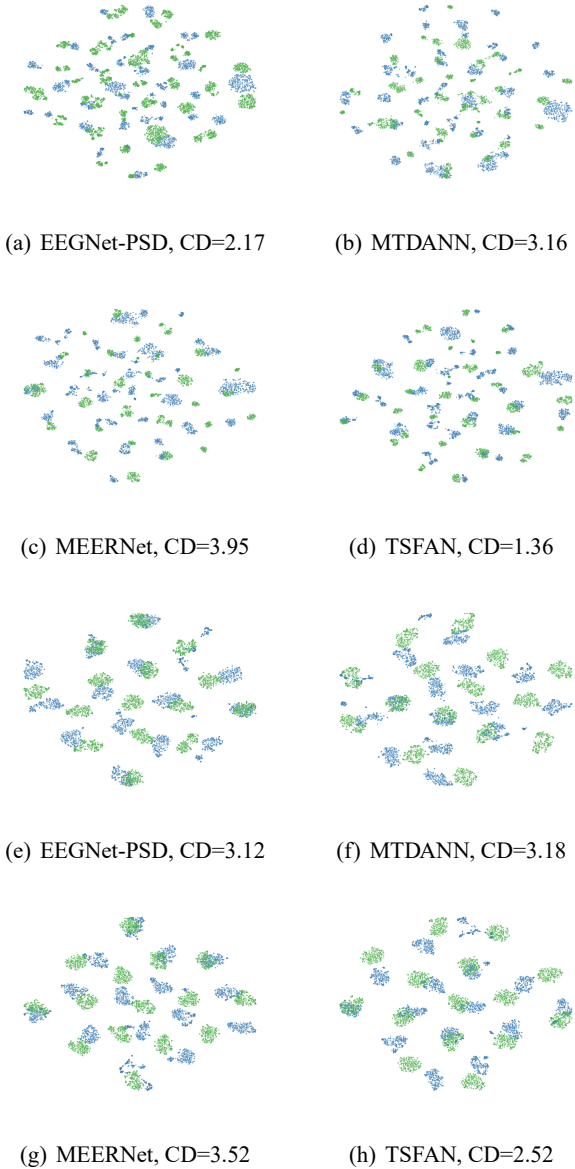 (a) EEGNet-PSD, CD=2.17
(b) MTDANN, CD=3.16
(c) MEERNet, CD=3.95
(d) TSFAN, CD=1.36
(e) EEGNet-PSD, CD=3.12
(f) MTDANN, CD=3.18
(g) MEERNet, CD=3.52
(h) TSFAN, CD=2.52